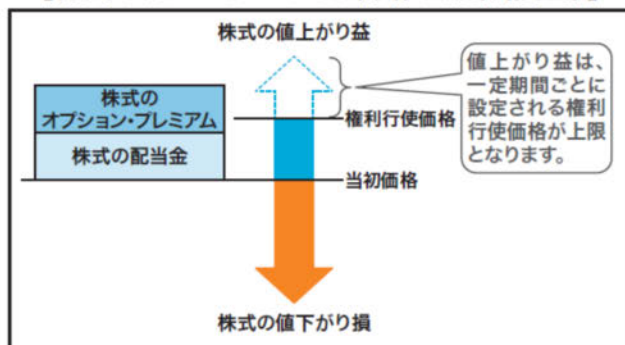 株式の値上がり益
値上がり益は、
一定期間ごとに
設定される権利
行使価格が上限
となります。
株式の
オプション・プレミアム
権利行使価格
株式の配当金
当初価格
株式の値下がり損